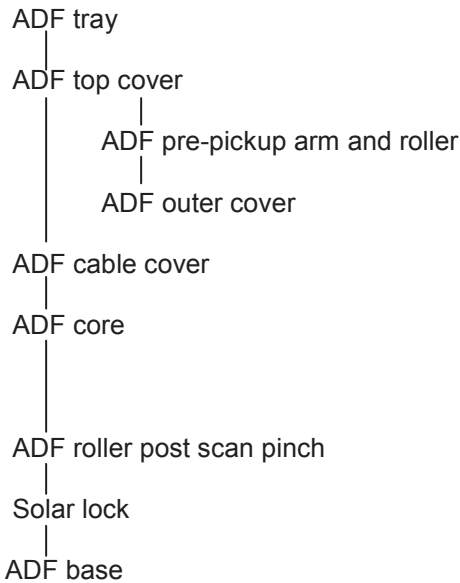 ADF tray
ADF top cover
ADF pre-pickup arm and roller
ADF outer cover
ADF cable cover
ADF core
ADF roller post scan pinch
Solar lock
ADF base